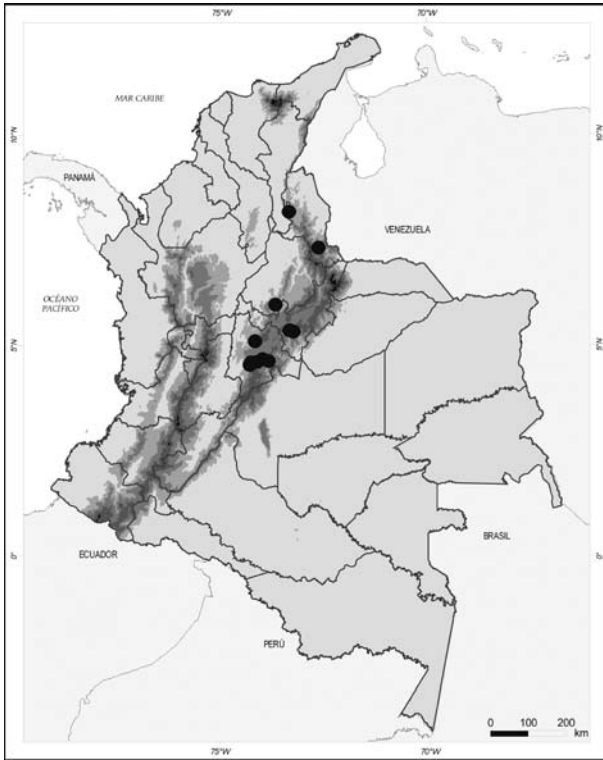 75°W 70°W
MAR CARIBE
10°N 10°N
PANAMÁ
VENEZUELA
OCÉANO
PACÍFICO
5°N 5°N
BRASIL
ECUADOR
0° 0°
PERÚ
0 100 200
km
75°W 70°W